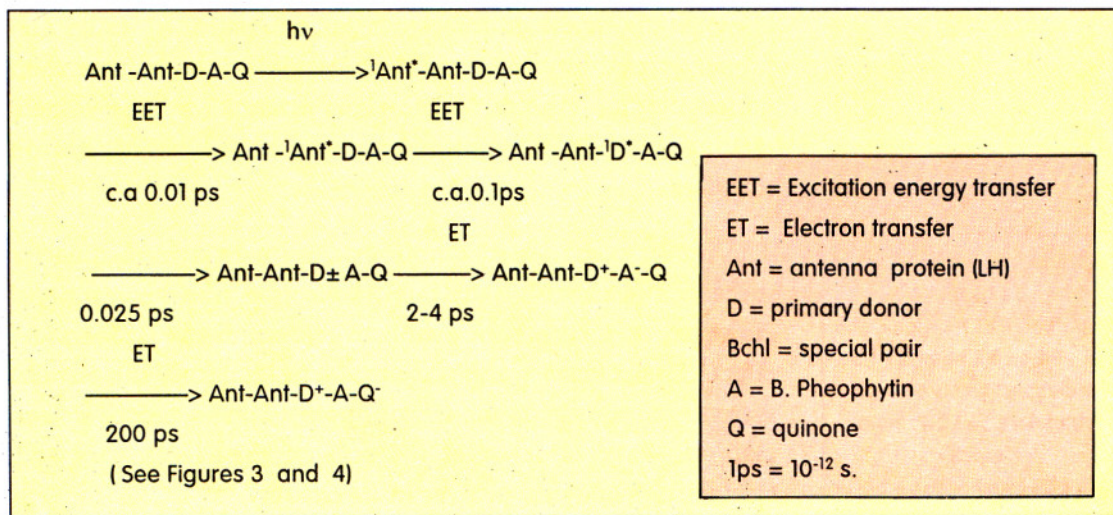 hν
Ant -Ant-D-A-Q ———————>¹Ant*-Ant-D-A-Q
EET EET
———————> Ant -¹Ant*-D-A-Q ———————> Ant -Ant-¹D*-A-Q
c.a 0.01 ps c.a.0.1ps
ET
———————> Ant-Ant-D± A-Q ———————> Ant-Ant-D⁺-A⁻-Q
0.025 ps 2-4 ps
ET
———————> Ant-Ant-D⁺-A-Q⁻
200 ps
( See Figures 3 and 4)
EET = Excitation energy transfer
ET = Electron transfer
Ant = antenna protein (LH)
D = primary donor
Bchl = special pair
A = B. Pheophytin
Q = quinone
1ps = 10⁻¹² s.